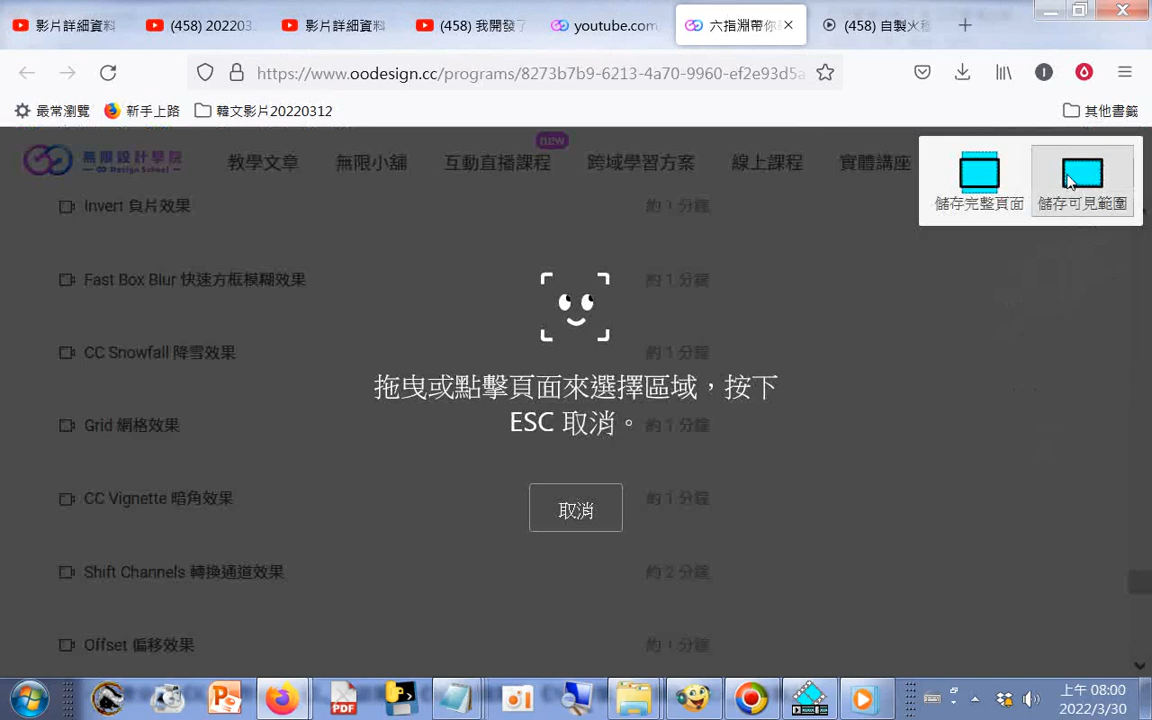 影片詳細資料
(458) 202203
影片詳細資料
(458) 我開發了
youtube.com
六指淵帶你
(458) 自製火
https://www.oodesign.cc/programs/8273b7b9-6213-4a70-9960-ef2e93d5a
最常瀏覽
新手上路
韓文影片20220312
其他書籤
無限設計學院
Design School
教學文章
無限小舖
互動直播課程
new
跨域學習方案
線上課程
實體講座
儲存完整頁面
儲存可見範圍
Invert 負片效果
約 1 分鐘
Fast Box Blur 快速方框模糊效果
約 1 分鐘
CC Snowfall 降雪效果
約 1 分鐘
拖曳或點擊頁面來選擇區域，按下
ESC 取消。
Grid 網格效果
約 1 分鐘
CC Vignette 暗角效果
約 1 分鐘
取消
Shift Channels 轉換通道效果
約 2 分鐘
Offset 偏移效果
約 1 分鐘
PDF
上午 08:00
2022/3/30